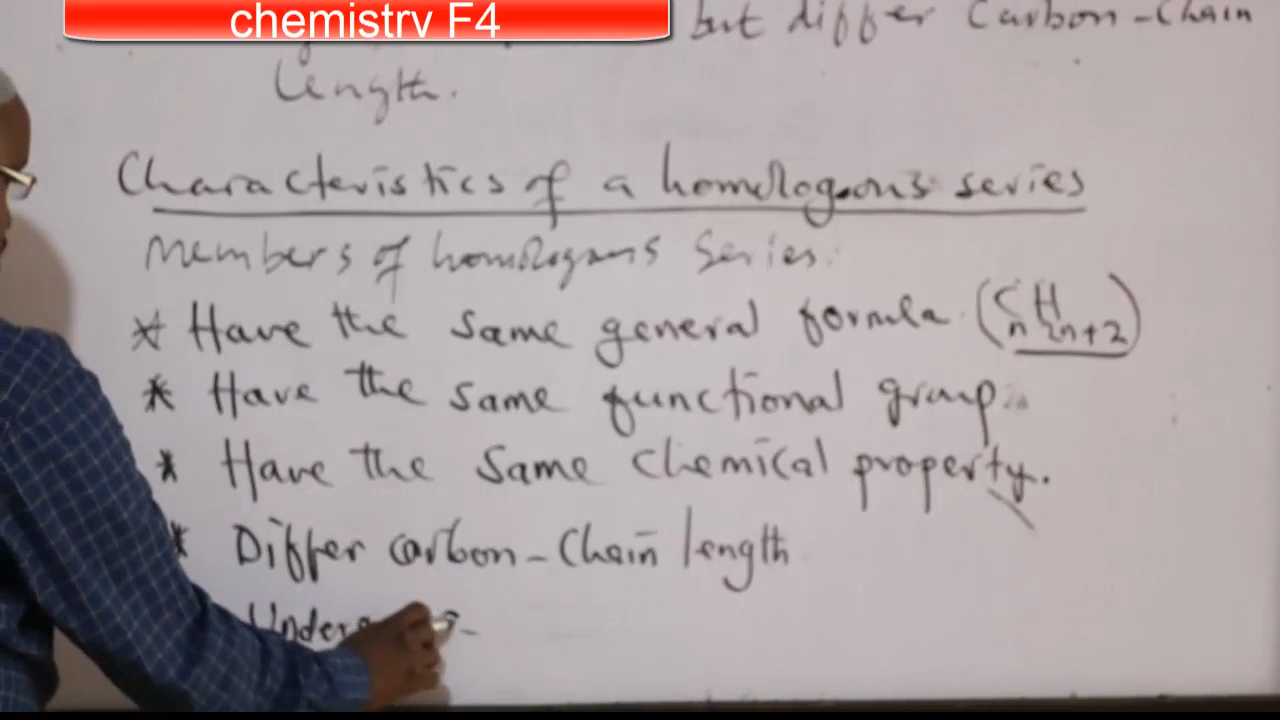 chemistry F4
but differ Carbon-Chain
length.
Characteristics of a homologous series
Members of homologous series:
* Have the same general formula (CnH2n+2)
* Have the same functional group.
* Have the same chemical property.
* Differ carbon-chain length